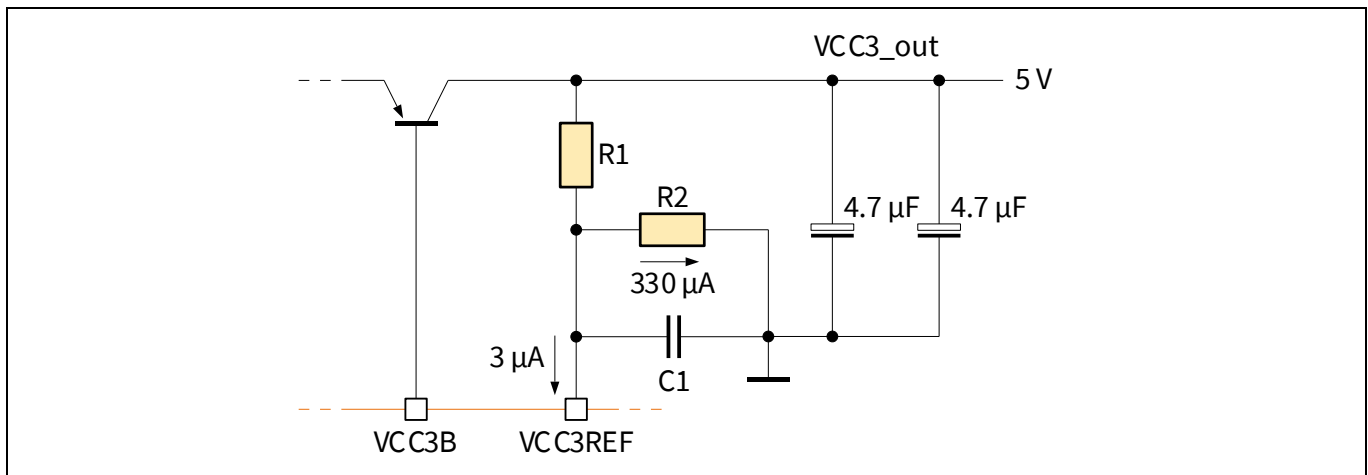 VCC3_out
5 V
R1
R2
4.7 µF
4.7 µF
330 µA
3 µA
C1
VCC3B
VCC3REF